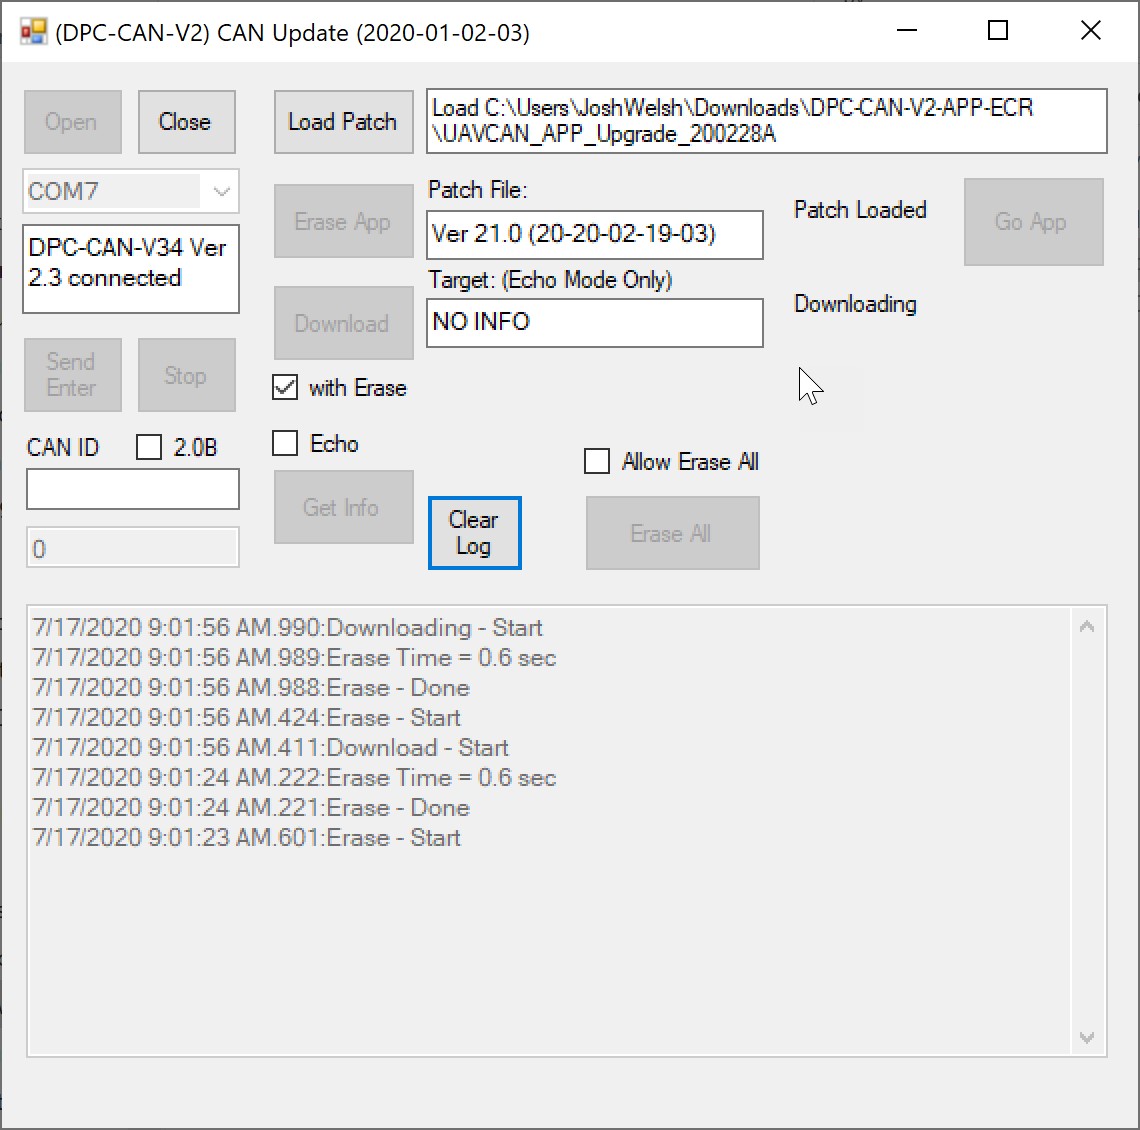 (DPC-CAN-V2) CAN Update (2020-01-02-03)
Open
Close
Load Patch
Load C:\Users\JoshWelsh\Downloads\DPC-CAN-V2-APP-ECR
\UAVCAN_APP_Upgrade_200228A
COM7
DPC-CAN-V34 Ver
2.3 connected
Erase App
Patch File:
Ver 21.0 (20-20-02-19-03)
Patch Loaded
Go App
Target: (Echo Mode Only)
NO INFO
Downloading
Download
Send
Enter
Stop
with Erase
CAN ID
2.0B
Echo
Allow Erase All
0
Get Info
Clear
Log
Erase All
7/17/2020 9:01:56 AM.990:Downloading - Start
7/17/2020 9:01:56 AM.989:Erase Time = 0.6 sec
7/17/2020 9:01:56 AM.988:Erase - Done
7/17/2020 9:01:56 AM.424:Erase - Start
7/17/2020 9:01:56 AM.411:Download - Start
7/17/2020 9:01:24 AM.222:Erase Time = 0.6 sec
7/17/2020 9:01:24 AM.221:Erase - Done
7/17/2020 9:01:23 AM.601:Erase - Start